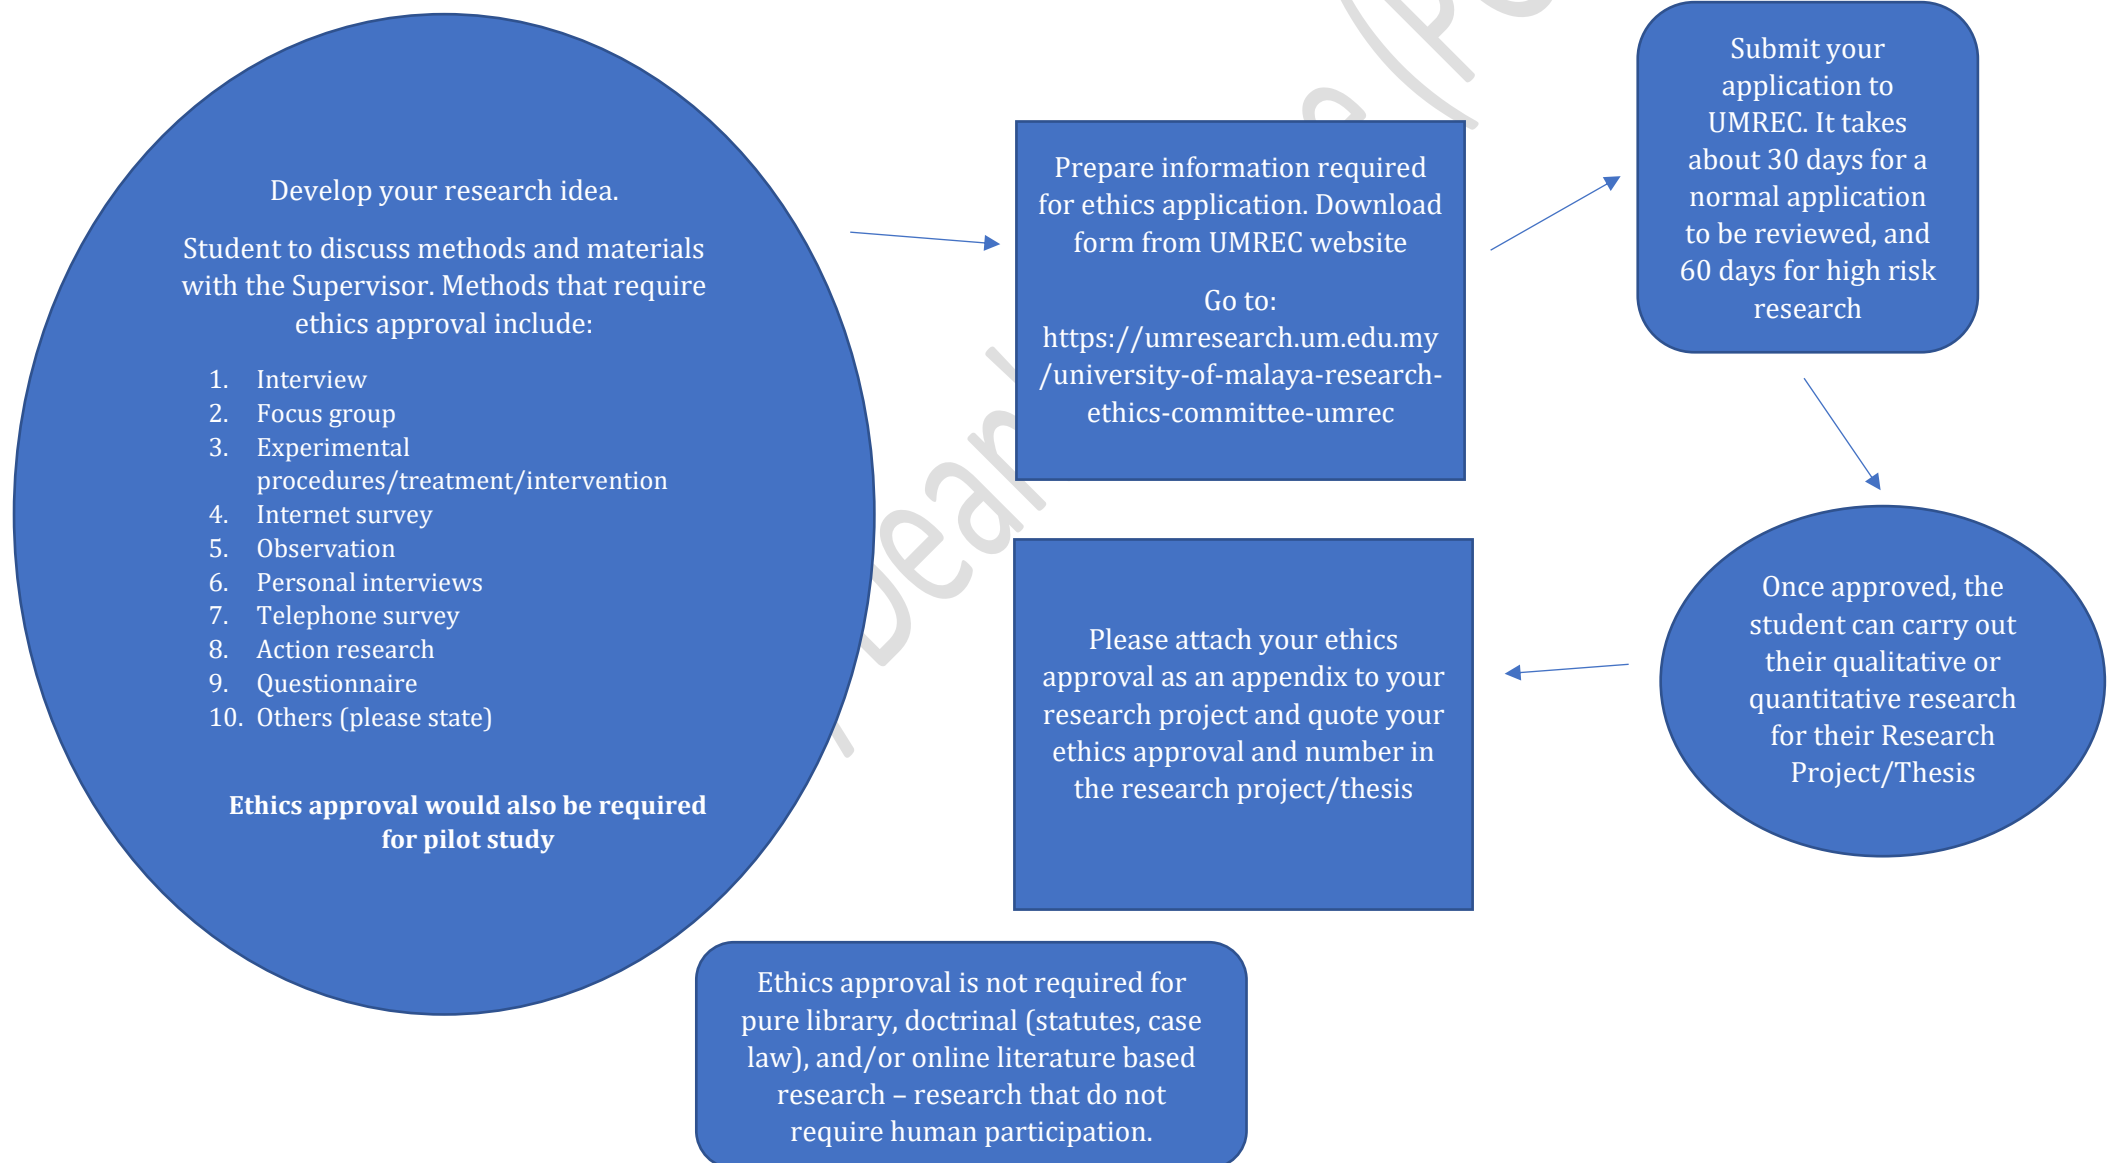 Develop your research idea.
Student to discuss methods and materials
with the Supervisor. Methods that require
ethics approval include:
1. Interview
2. Focus group
3. Experimental
procedures/treatment/intervention
4. Internet survey
5. Observation
6. Personal interviews
7. Telephone survey
8. Action research
9. Questionnaire
10. Others (please state)
Ethics approval would also be required
for pilot study
Prepare information required
for ethics application. Download
form from UMREC website
Go to:
https://umresearch.um.edu.my
/university-of-malaya-research-
ethics-committee-umrec
Submit your
application to
UMREC. It takes
about 30 days for a
normal application
to be reviewed, and
60 days for high risk
research
Once approved, the
student can carry out
their qualitative or
quantitative research
for their Research
Project/Thesis
Please attach your ethics
approval as an appendix to your
research project and quote your
ethics approval and number in
the research project/thesis
Ethics approval is not required for
pure library, doctrinal (statutes, case
law), and/or online literature based
research – research that do not
require human participation.